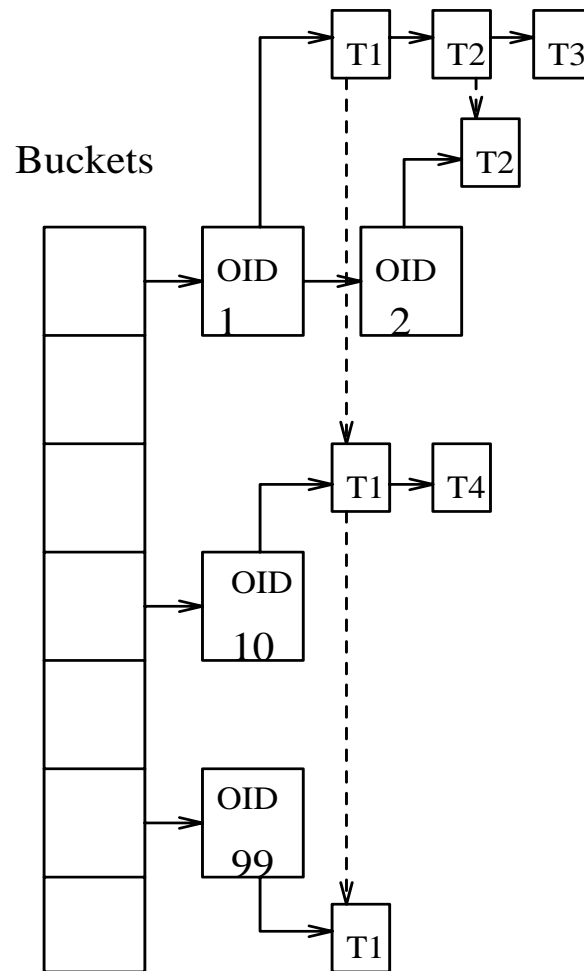 T1 T2 T3
T2
Buckets
OID OID
1 2
T1 T4
OID
10
OID
99
T1